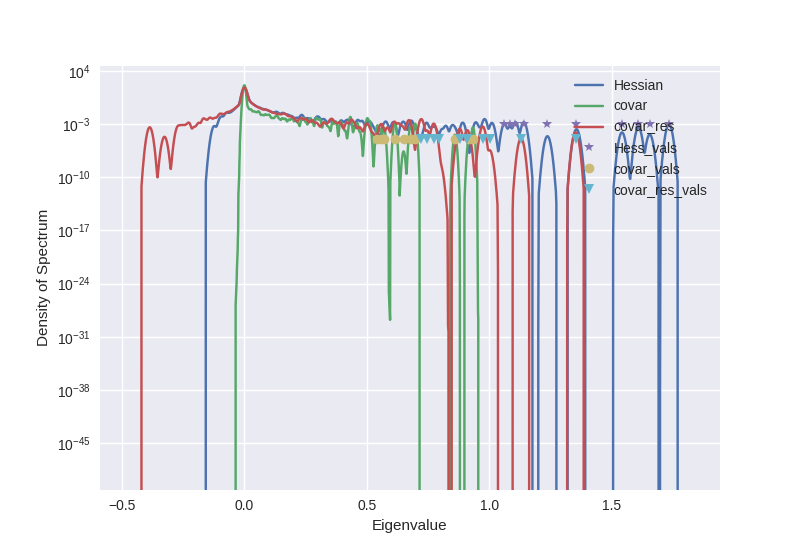 10^4
10^−3
10^−10
10^−17
10^−24
10^−31
10^−38
10^−45
Density of Spectrum
−0.5 0.0 0.5 1.0 1.5
Eigenvalue
Hessian
covar
covar_res
Hess_vals
covar_vals
covar_res_vals